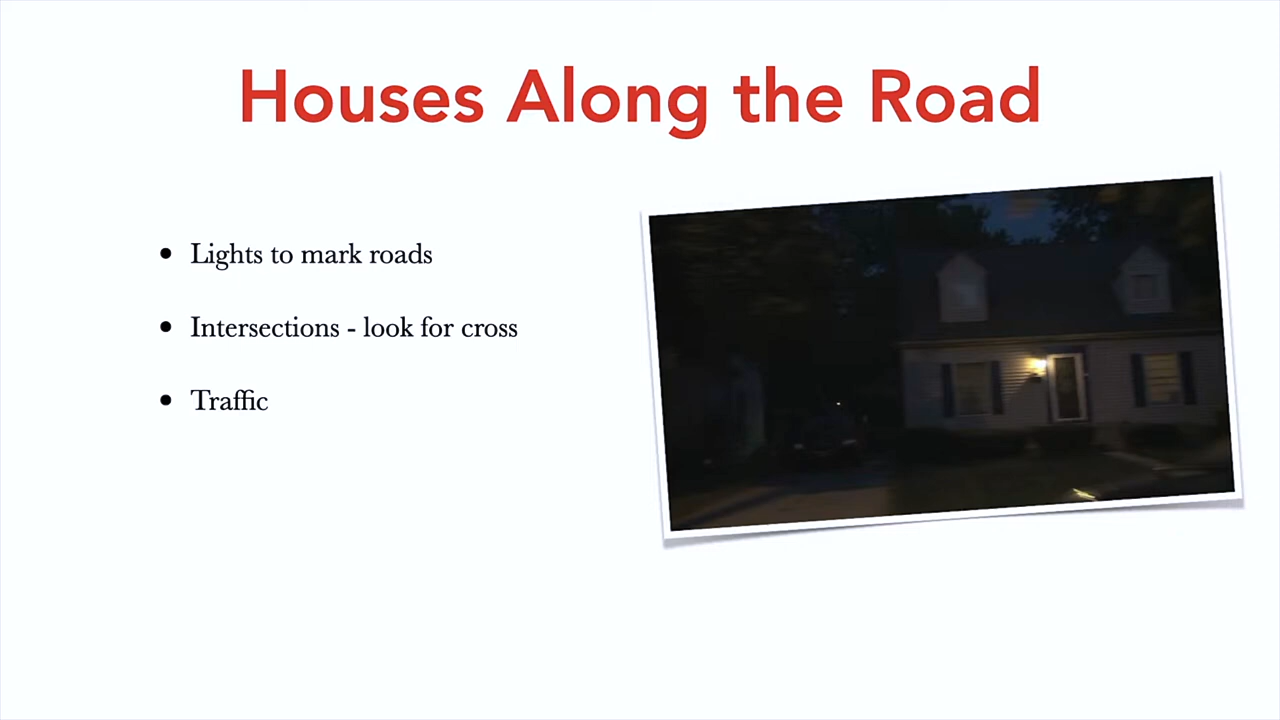 Houses Along the Road
• Lights to mark roads
• Intersections - look for cross
• Traffic